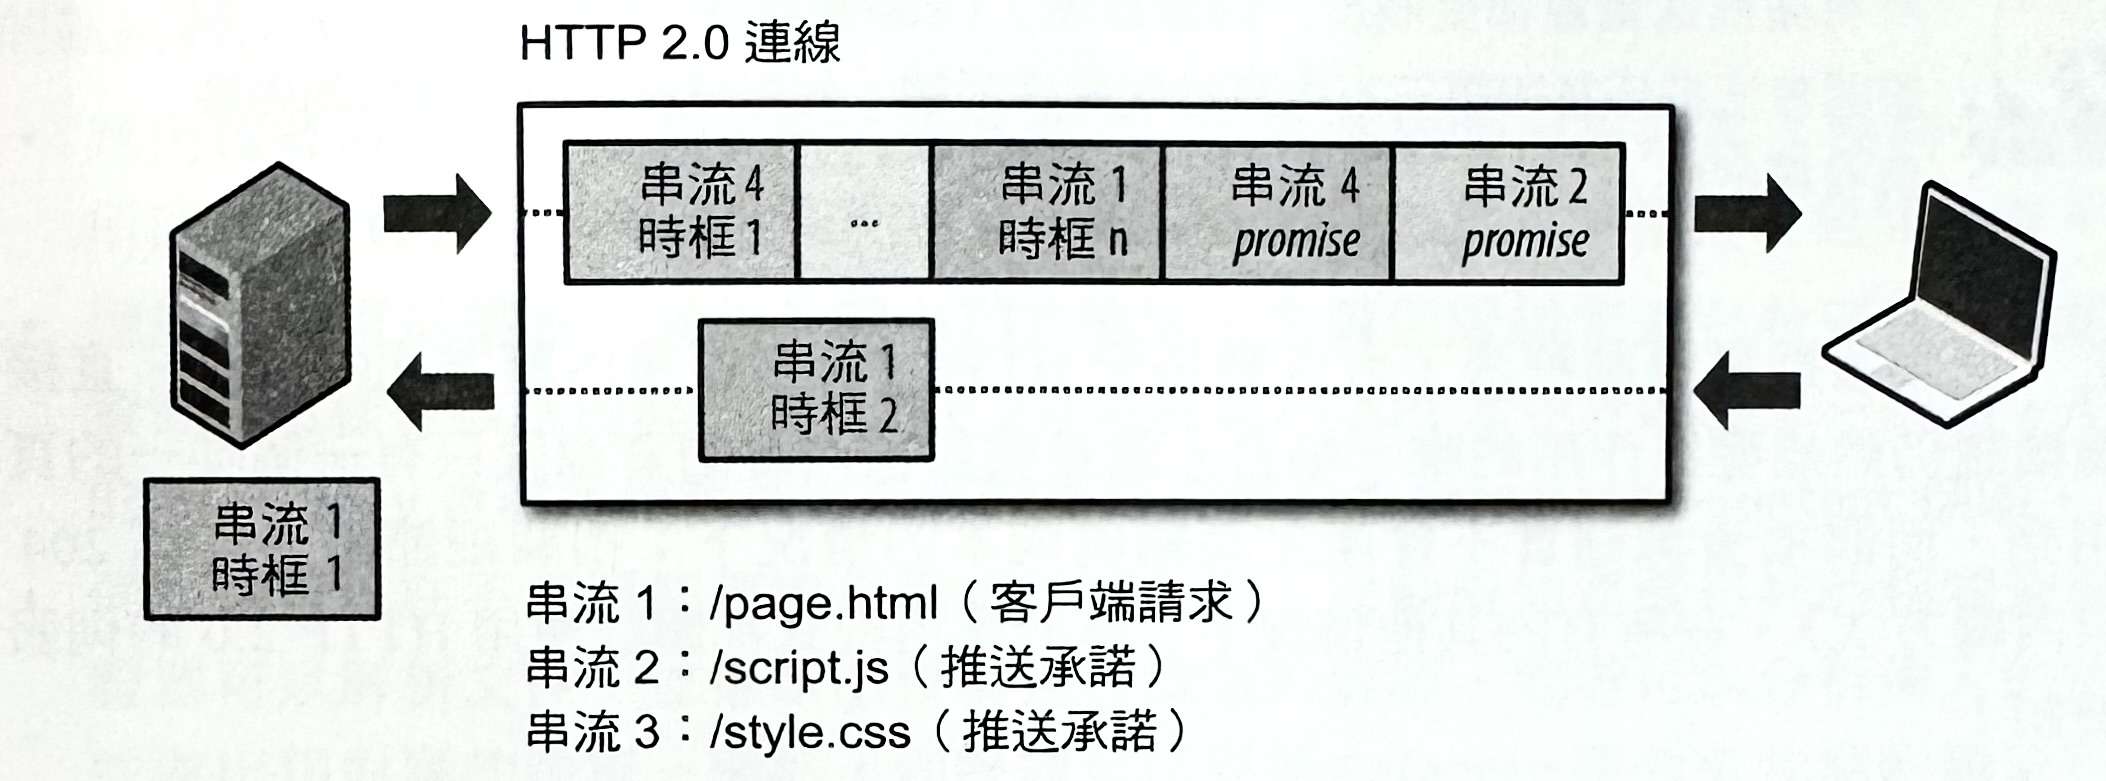 HTTP 2.0 連線
串流 4
時框 1
...
串流 1
時框 n
串流 4
promise
串流 2
promise
串流 1
時框 2
串流 1
時框 1
串流 1：/page.html（客戶端請求）
串流 2：/script.js（推送承諾）
串流 3：/style.css（推送承諾）